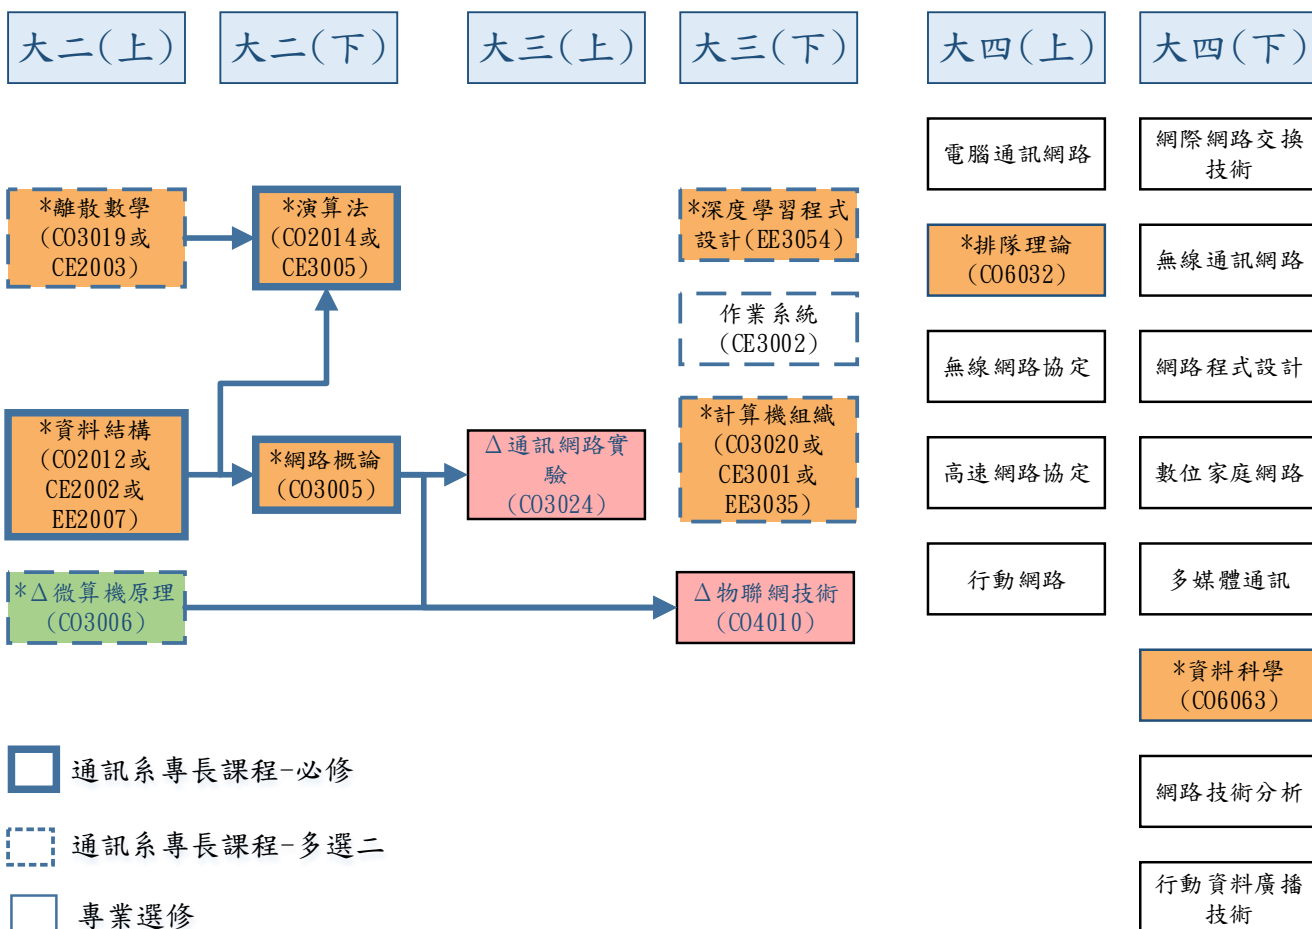 大二(上)
大二(下)
大三(上)
大三(下)
大四(上)
大四(下)
*離散數學
(CO3019或
CE2003)
*資料結構
(CO2012或
CE2002或
EE2007)
*Δ微算機原理
(CO3006)
*演算法
(CO2014或
CE3005)
*網路概論
(CO3005)
Δ通訊網路實
驗
(CO3024)
*深度學習程式
設計(EE3054)
作業系統
(CE3002)
*計算機組織
(CO3020或
CE3001或
EE3035)
Δ物聯網技術
(CO4010)
電腦通訊網路
*排隊理論
(CO6032)
無線網路協定
高速網路協定
行動網路
網際網路交換
技術
無線通訊網路
網路程式設計
數位家庭網路
多媒體通訊
*資料科學
(CO6063)
網路技術分析
行動資料廣播
技術
通訊系專長課程-必修
通訊系專長課程-多選二
專業選修